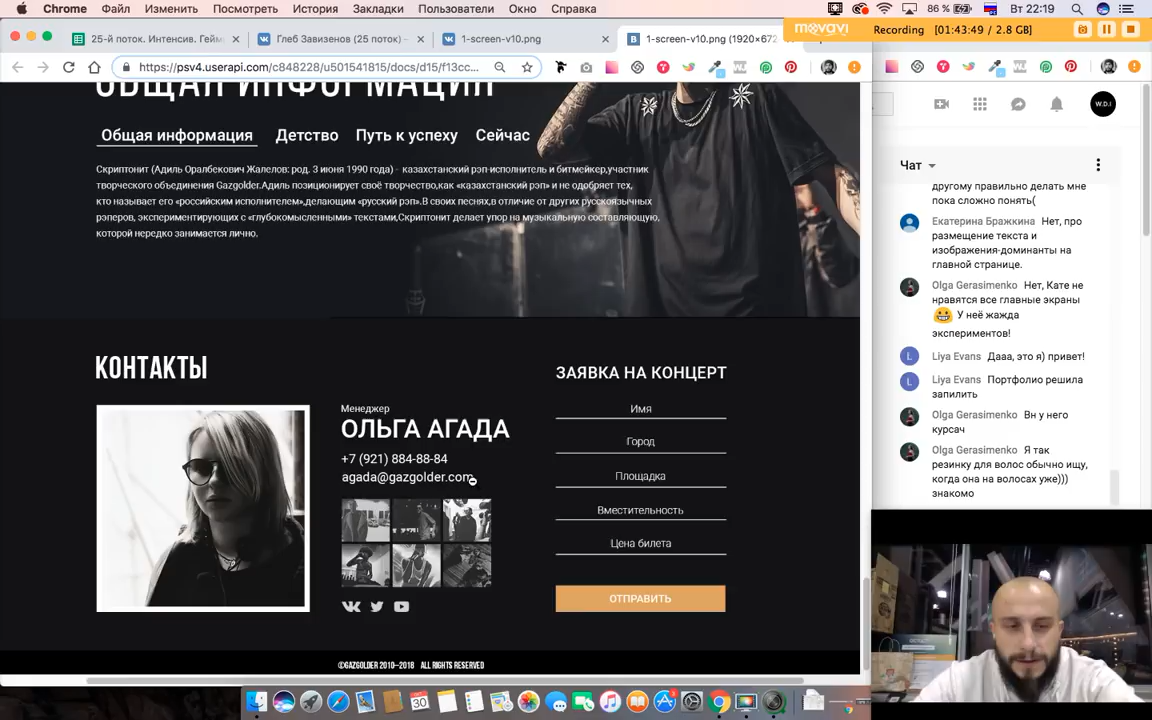 Chrome Файл Изменить Посмотреть История Закладки Пользователи Окно Справка
86 % Вт 22:19
movavi Recording [01:43:49 / 2.8 GB]
25-й поток. Интенсив. Гейм
Глеб Завизенов (25 поток) –
1-screen-v10.png
1-screen-v10.png (1920×672
https://psv4.userapi.com/c848228/u501541815/docs/d15/f13cc...
ОБЩАЯ ИНФОРМАЦИЯ
Общая информация Детство Путь к успеху Сейчас
Скриптонит (Адиль Оралбекович Жалелов: род. 3 июня 1990 года) - казахстанский рэп-исполнитель и битмейкер,участник
творческого объединения Gazgolder.Адиль позиционирует своё творчество,как «казахстанский рэп» и не одобряет тех,
кто называет его «российским исполнителем»,делающим «русский рэп».В своих песнях,в отличие от других русскоязычных
рэперов, экспериментирующих с «глубокомысленными» текстами,Скриптонит делает упор на музыкальную составляющую,
которой нередко занимается лично.
КОНТАКТЫ
Менеджер
ОЛЬГА АГАДА
+7 (921) 884-88-84
agada@gazgolder.com
ЗАЯВКА НА КОНЦЕРТ
Имя
Город
Площадка
Вместительность
Цена билета
ОТПРАВИТЬ
©GAZGOLDER 2010–2018 ALL RIGHTS RESERVED
W.D.I
Чат
другому правильно делать мне
пока сложно понять(
Екатерина Бражкина Нет, про
размещение текста и
изображения-доминанты на
главной странице.
Olga Gerasimenko Нет, Кате не
нравятся все главные экраны
У неё жажда
экспериментов!
L Liya Evans Дааа, это я) привет!
L Liya Evans Портфолио решила
запилить
Olga Gerasimenko Вн у него
курсач
Olga Gerasimenko Я так
резинку для волос обычно ищу,
когда она на волосах уже)))
знакомо
30